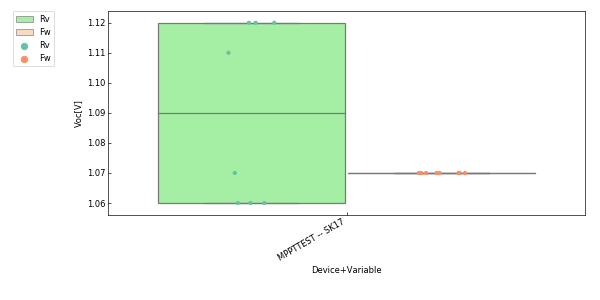 Rv
Fw
Rv
Fw
1.12
1.11
1.10
1.09
1.08
1.07
1.06
Voc[V]
MPPTTEST -- SK17
Device+Variable